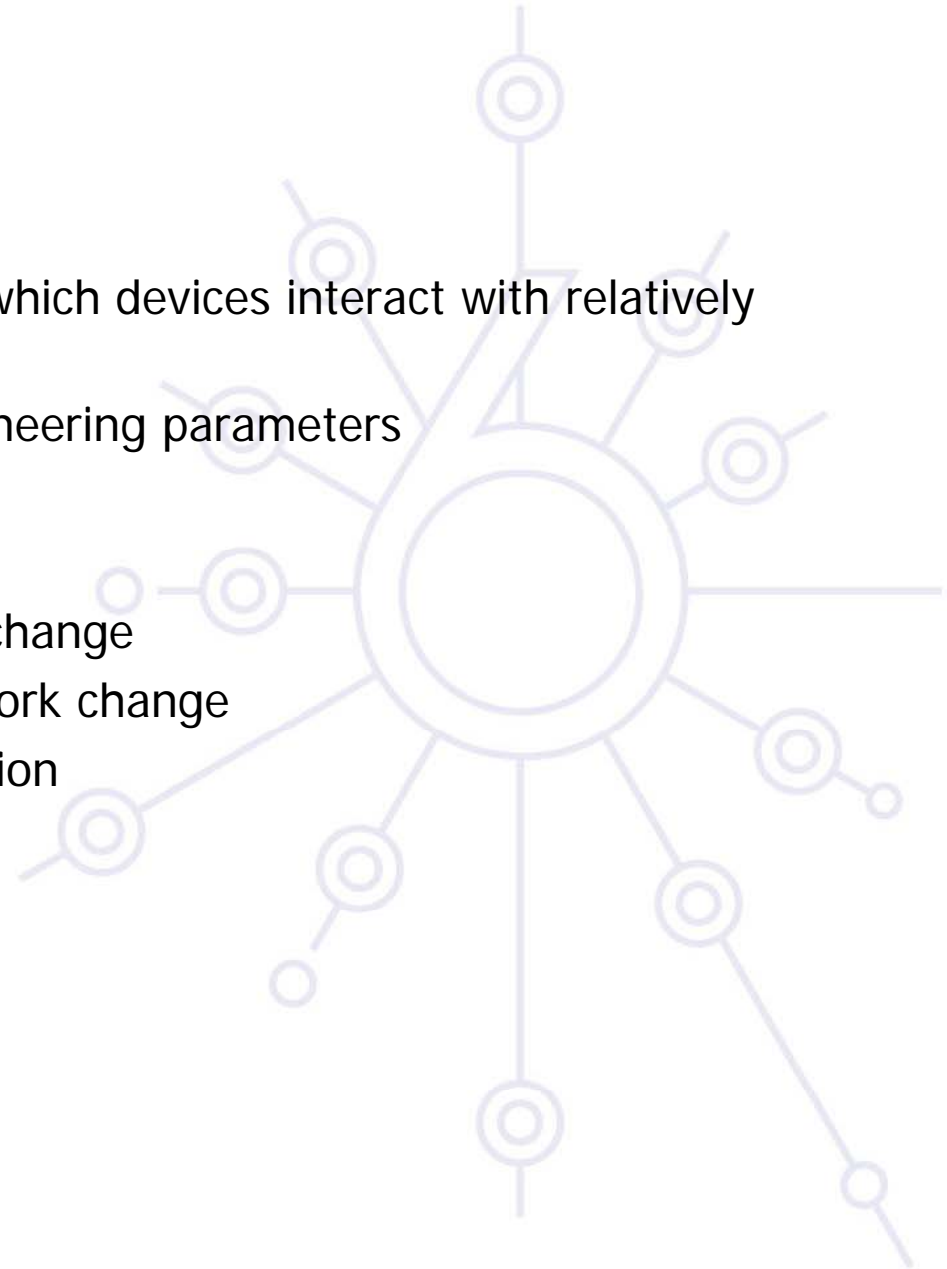 which devices interact with relatively
neering parameters
change
ork change
ion